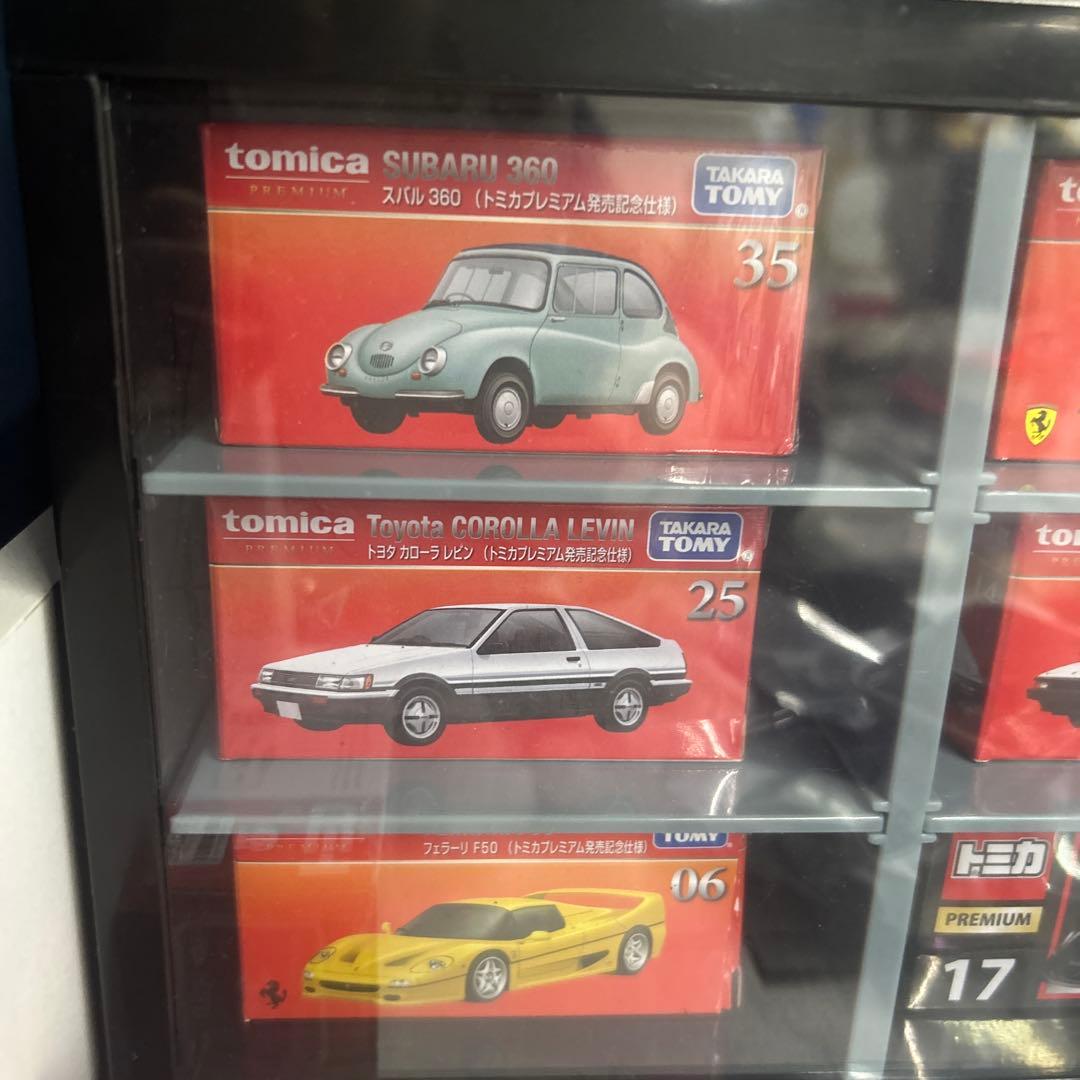 tomica
PREMIUM
SUBARU 360
スバル 360 (トミカプレミアム発売記念仕様)
TAKARA
TOMY
35
tomica
PREMIUM
Toyota COROLLA LEVIN
トヨタ カローラ レビン (トミカプレミアム発売記念仕様)
TAKARA
TOMY
25
PREMIUM
フェラーリ F50 (トミカプレミアム発売記念仕様)
TOMY
06
トミカ
PREMIUM
17